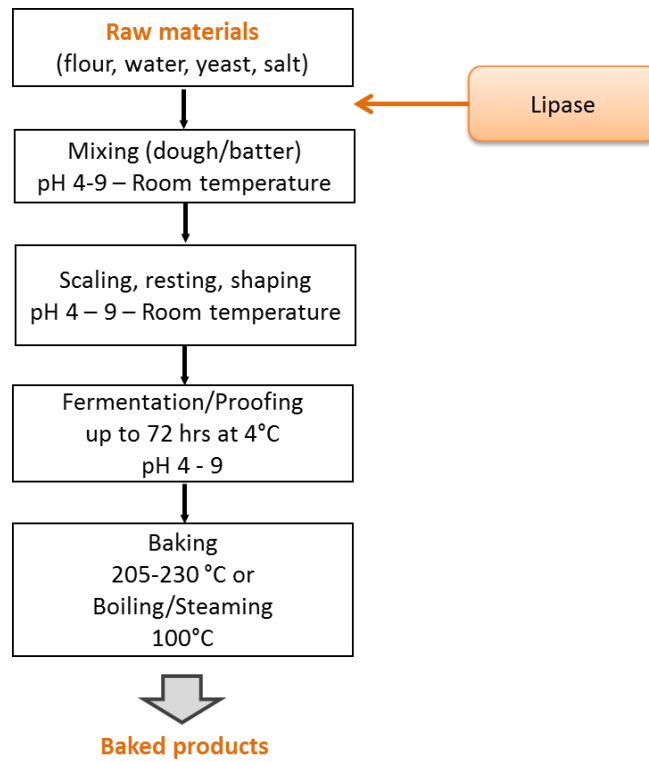 Raw materials
(flour, water, yeast, salt)
Lipase
Mixing (dough/batter)
pH 4-9 – Room temperature
Scaling, resting, shaping
pH 4 – 9 – Room temperature
Fermentation/Proofing
up to 72 hrs at 4°C
pH 4 - 9
Baking
205-230 °C or
Boiling/Steaming
100°C
Baked products